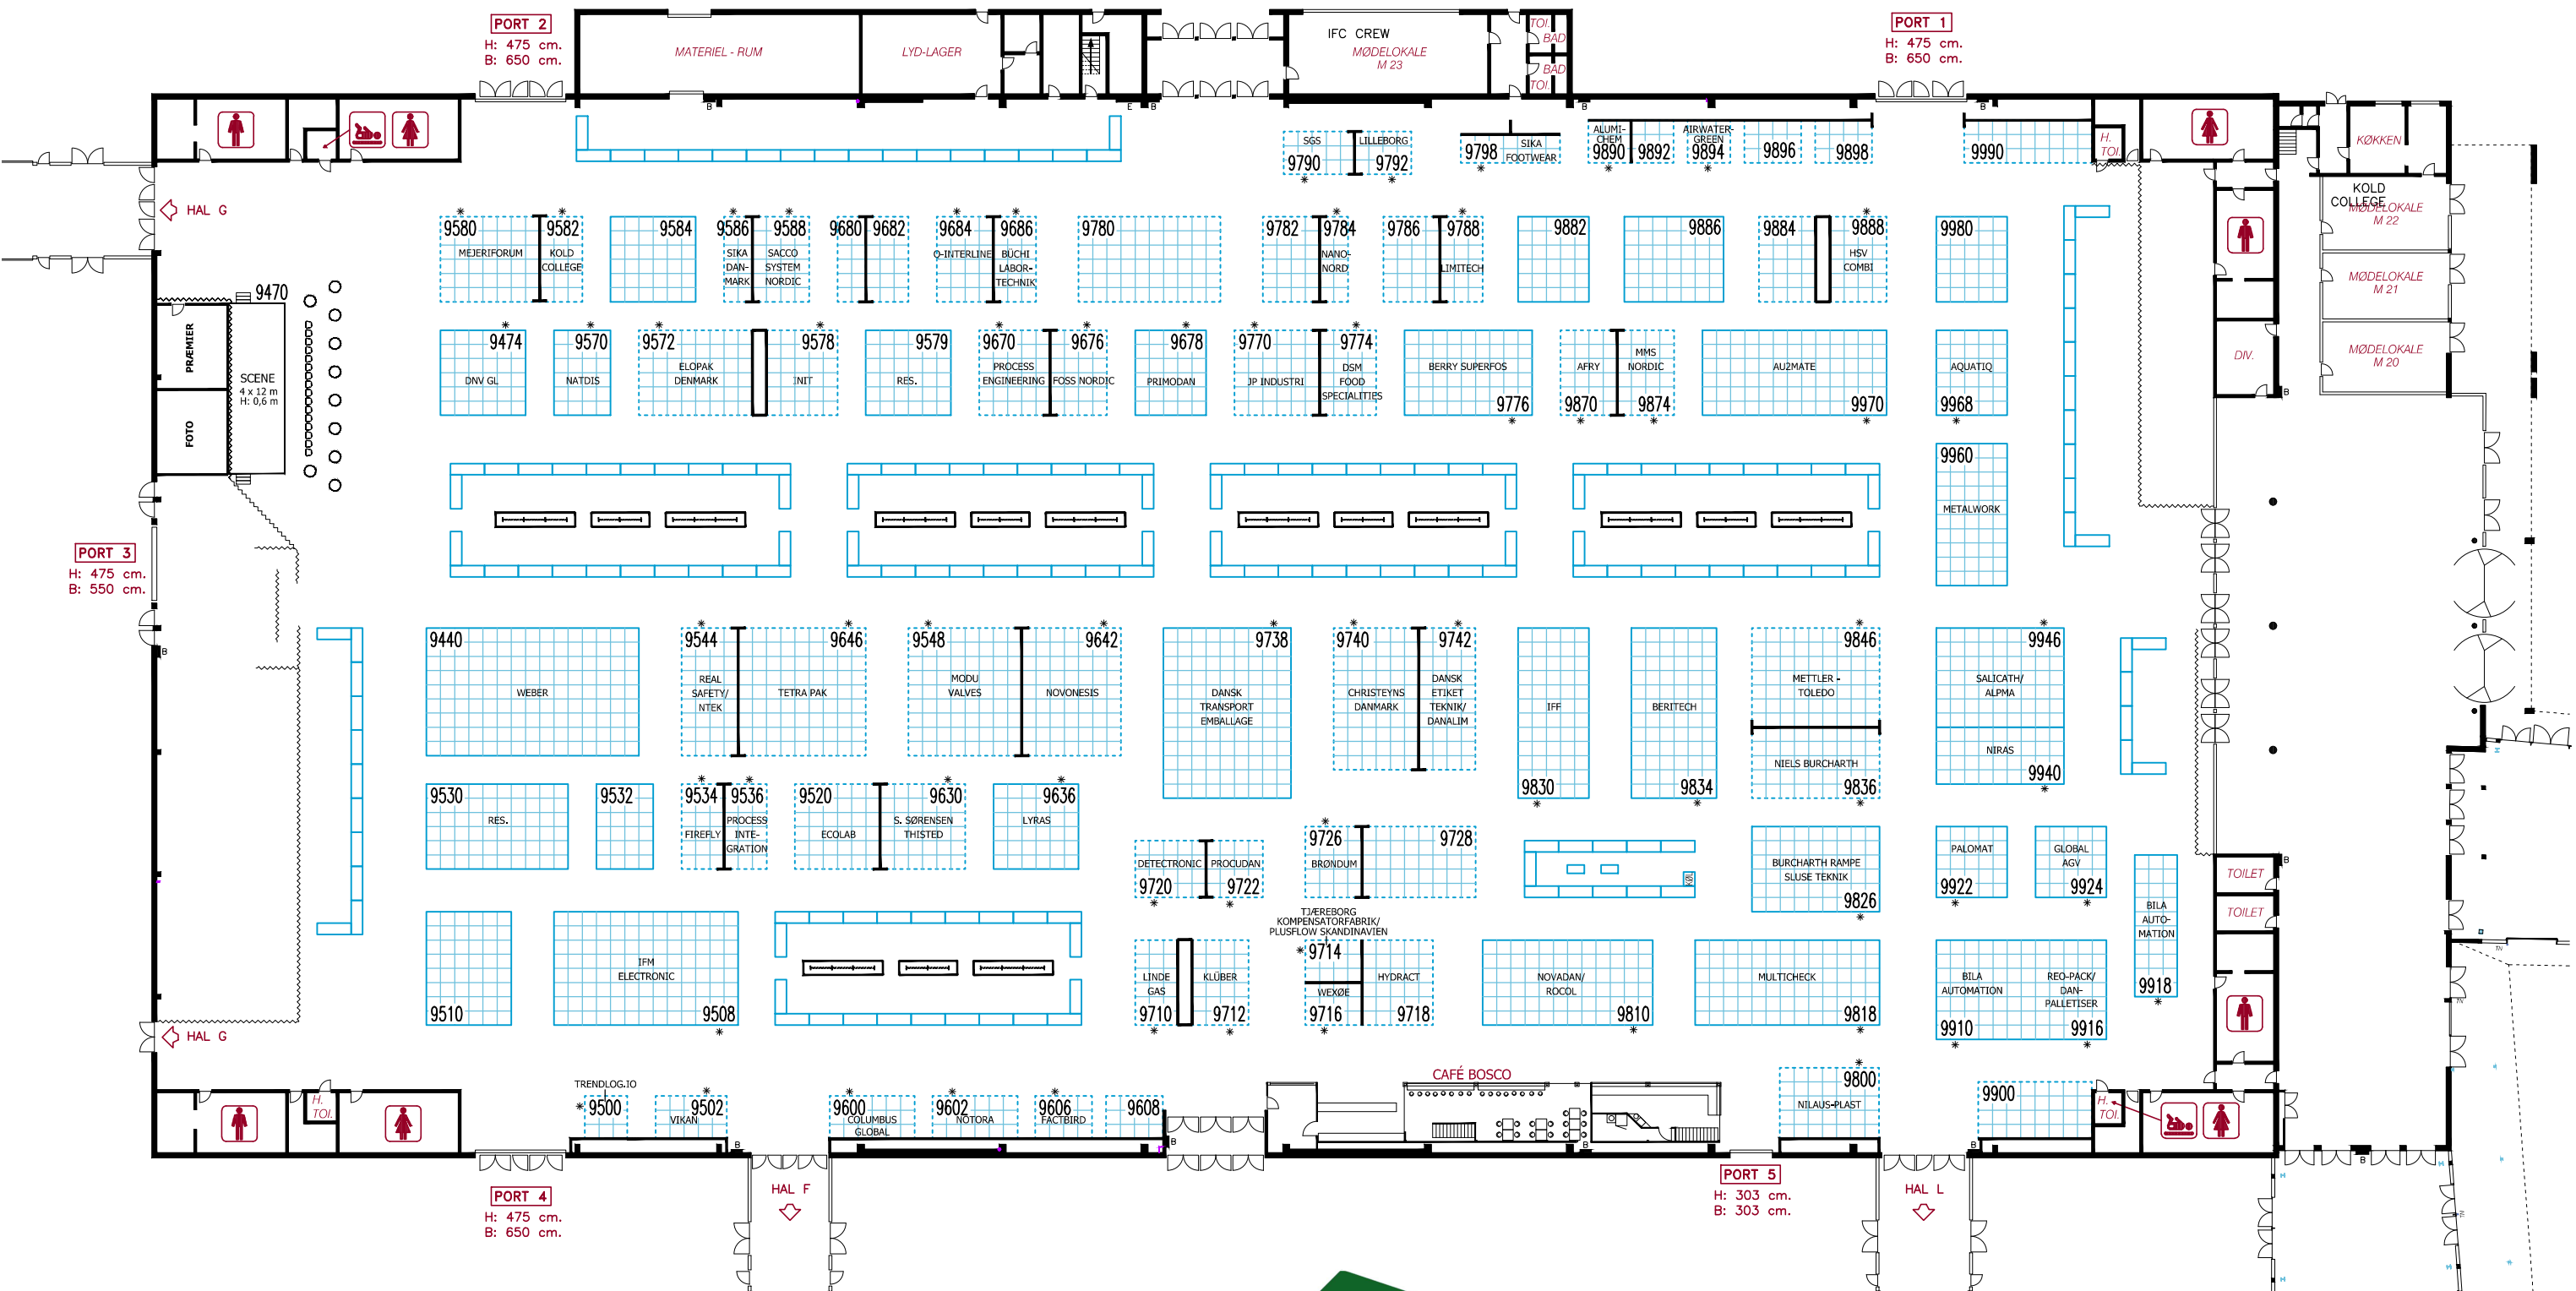 PORT 2
H: 475 cm.
B: 650 cm.
MATERIEL - RUM
LYD-LAGER
IFC CREW
MØDELOKALE
M 23
TOI.
BAD
BAD
TOI.
PORT 1
H: 475 cm.
B: 650 cm.
B
E
B
B
B
SGS
9790
LILLEBORG
9792
9798
SIKA
FOOTWEAR
ALUMI-
CHEM
9890
9892
AIRWATER-
GREEN
9894
9896
9898
9990
H.
TOI.
KØKKEN
KOLD
COLLEGE
MØDELOKALE
M 22
MØDELOKALE
M 21
MØDELOKALE
M 20
DIV.
B
HAL G
9580
MEJERIFORUM
9582
KOLD
COLLEGE
9584
9586
SIKA
DAN-
MARK
9588
SACCO
SYSTEM
NORDIC
9680
9682
9684
Q-INTERLINE
9686
BÜCHI
LABOR-
TECHNIK
9780
9782
9784
NANO-
NORD
9786
9788
LIMITECH
9882
9886
9884
9888
HSV
COMBI
9980
9470
PRÆMIER
FOTO
SCENE
4 x 12 m
H: 0,6 m
9474
DNV GL
9570
NATDIS
9572
ELOPAK
DENMARK
9578
INIT
9579
RES.
9670
PROCESS
ENGINEERING
9676
FOSS NORDIC
9678
PRIMODAN
9770
JP INDUSTRI
9774
DSM
FOOD
SPECIALITIES
BERRY SUPERFOS
9776
AFRY
9870
MMS
NORDIC
9874
AU2MATE
9970
AQUATIQ
9968
9960
METALWORK
PORT 3
H: 475 cm.
B: 550 cm.
B
9440
WEBER
9544
REAL
SAFETY/
NTEK
9646
TETRA PAK
9548
MODU
VALVES
9642
NOVONESIS
9738
DANSK
TRANSPORT
EMBALLAGE
9740
CHRISTEYNS
DANMARK
9742
DANSK
ETIKET
TEKNIK/
DANALIM
IFF
9830
BERITECH
9834
9846
METTLER -
TOLEDO
NIELS BURCHARTH
9836
9946
SALICATH/
ALPMA
NIRAS
9940
9530
RES.
9532
9534
FIREFLY
9536
PROCESS
INTE-
GRATION
9520
ECOLAB
9630
S. SØRENSEN
THISTED
9636
LYRAS
DETECTRONIC
9720
PROCUDAN
9722
9726
BRØNDUM
9728
KØL
BURCHARTH RAMPE
SLUSE TEKNIK
9826
PALOMAT
9922
GLOBAL
AGV
9924
BILA
AUTO-
MATION
9918
B
TOILET
TOILET
9510
IFM
ELECTRONIC
9508
LINDE
GAS
9710
KLÜBER
9712
TJÆREBORG
KOMPENSATORFABRIK/
PLUSFLOW SKANDINAVIEN
9714
WEXØE
9716
HYDRACT
9718
NOVADAN/
ROCOL
9810
MULTICHECK
9818
BILA
AUTOMATION
9910
REO-PACK/
DAN-
PALLETISER
9916
HAL G
H.
TOI.
TRENDLOG.IO
9500
9502
VIKAN
9600
COLUMBUS
GLOBAL
9602
NÖTORA
9606
FACTBIRD
9608
CAFÉ BOSCO
9800
NILAUS-PLAST
9900
H.
TOI.
B
B
B
B
B
PORT 4
H: 475 cm.
B: 650 cm.
HAL F
PORT 5
H: 303 cm.
B: 303 cm.
HAL L